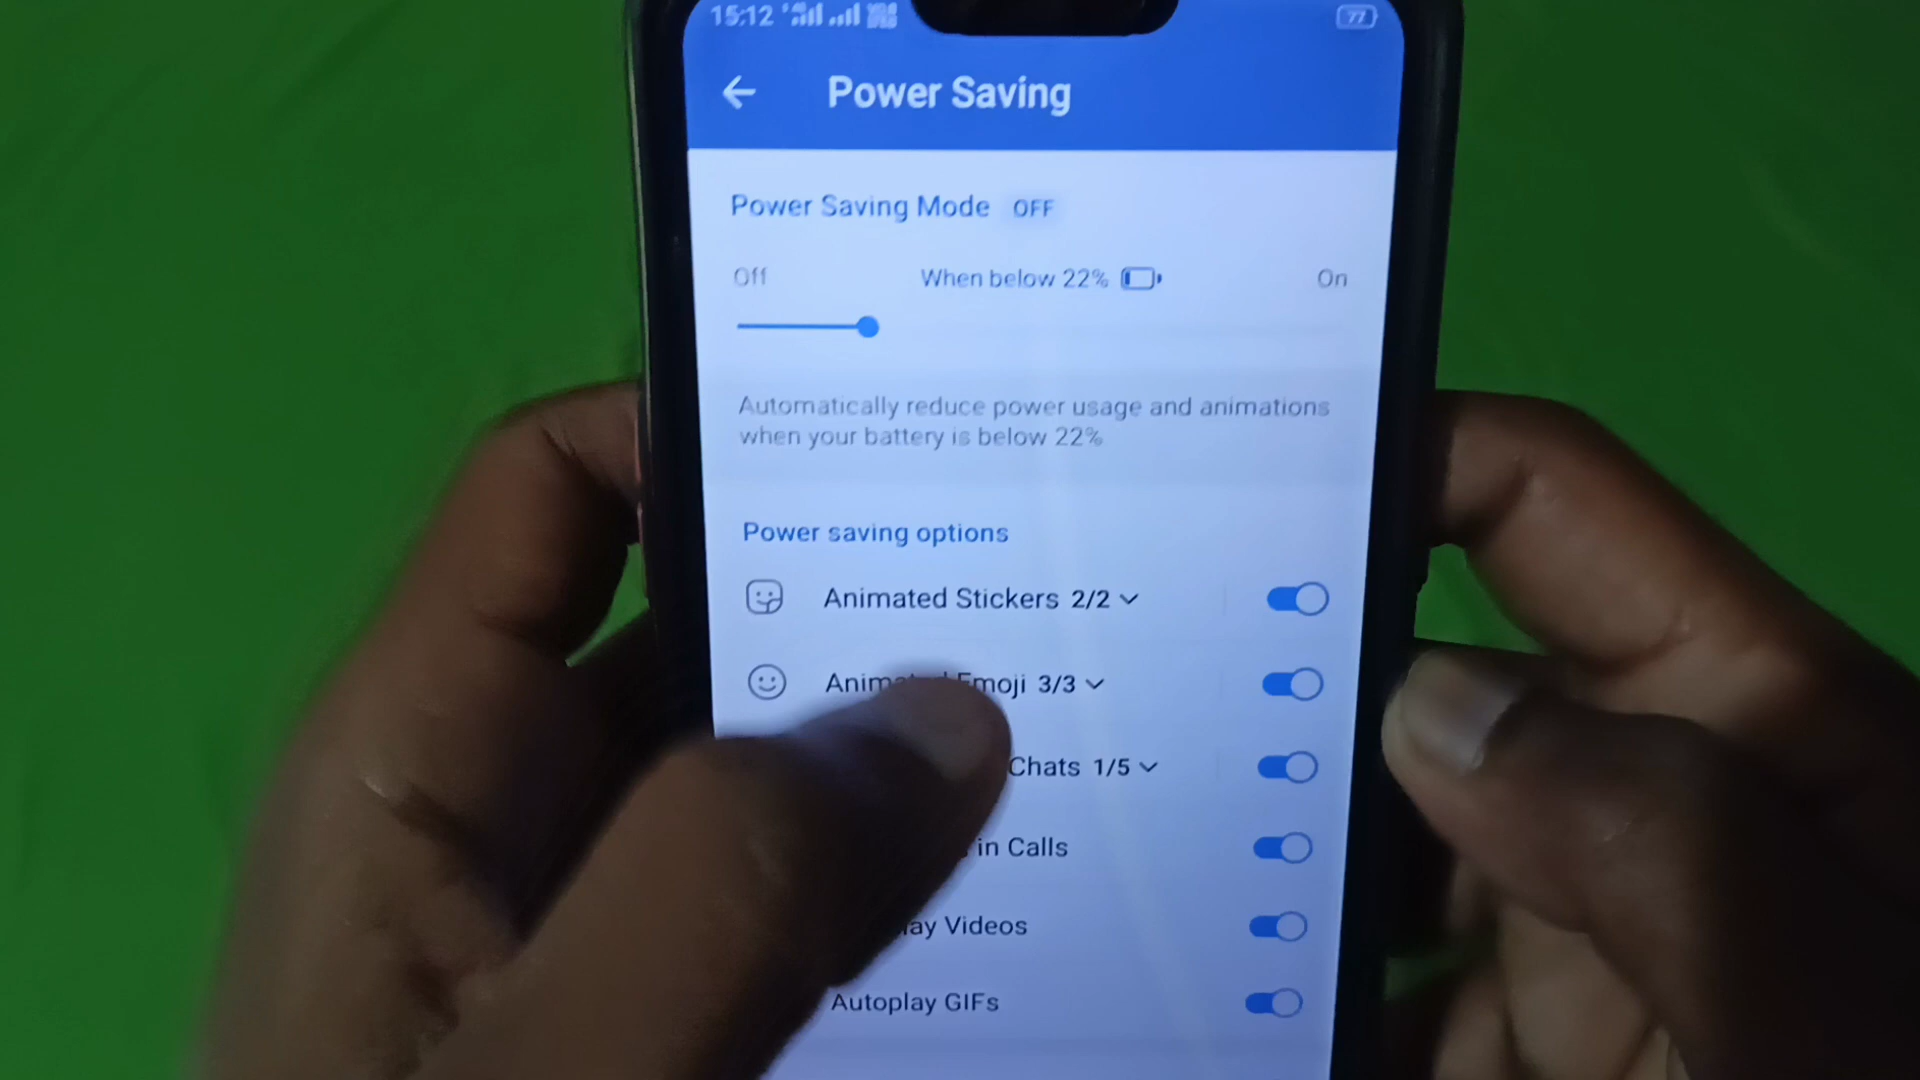 15:12
77
Power Saving
Power Saving Mode OFF
Off When below 22% On
Automatically reduce power usage and animations
when your battery is below 22%
Power saving options
Animated Stickers 2/2
Emoji 3/3
Chats 1/5
in Calls
Videos
Autoplay GIFs